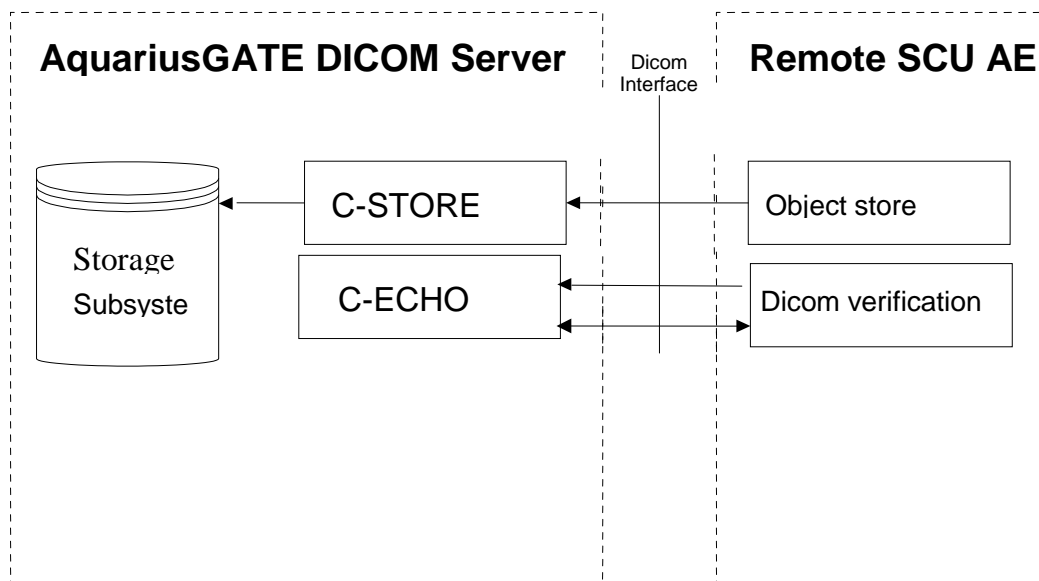 AquariusGATE DICOM Server
Dicom
Interface
Remote SCU AE
C-STORE
Object store
Storage
Subsyste
C-ECHO
Dicom verification